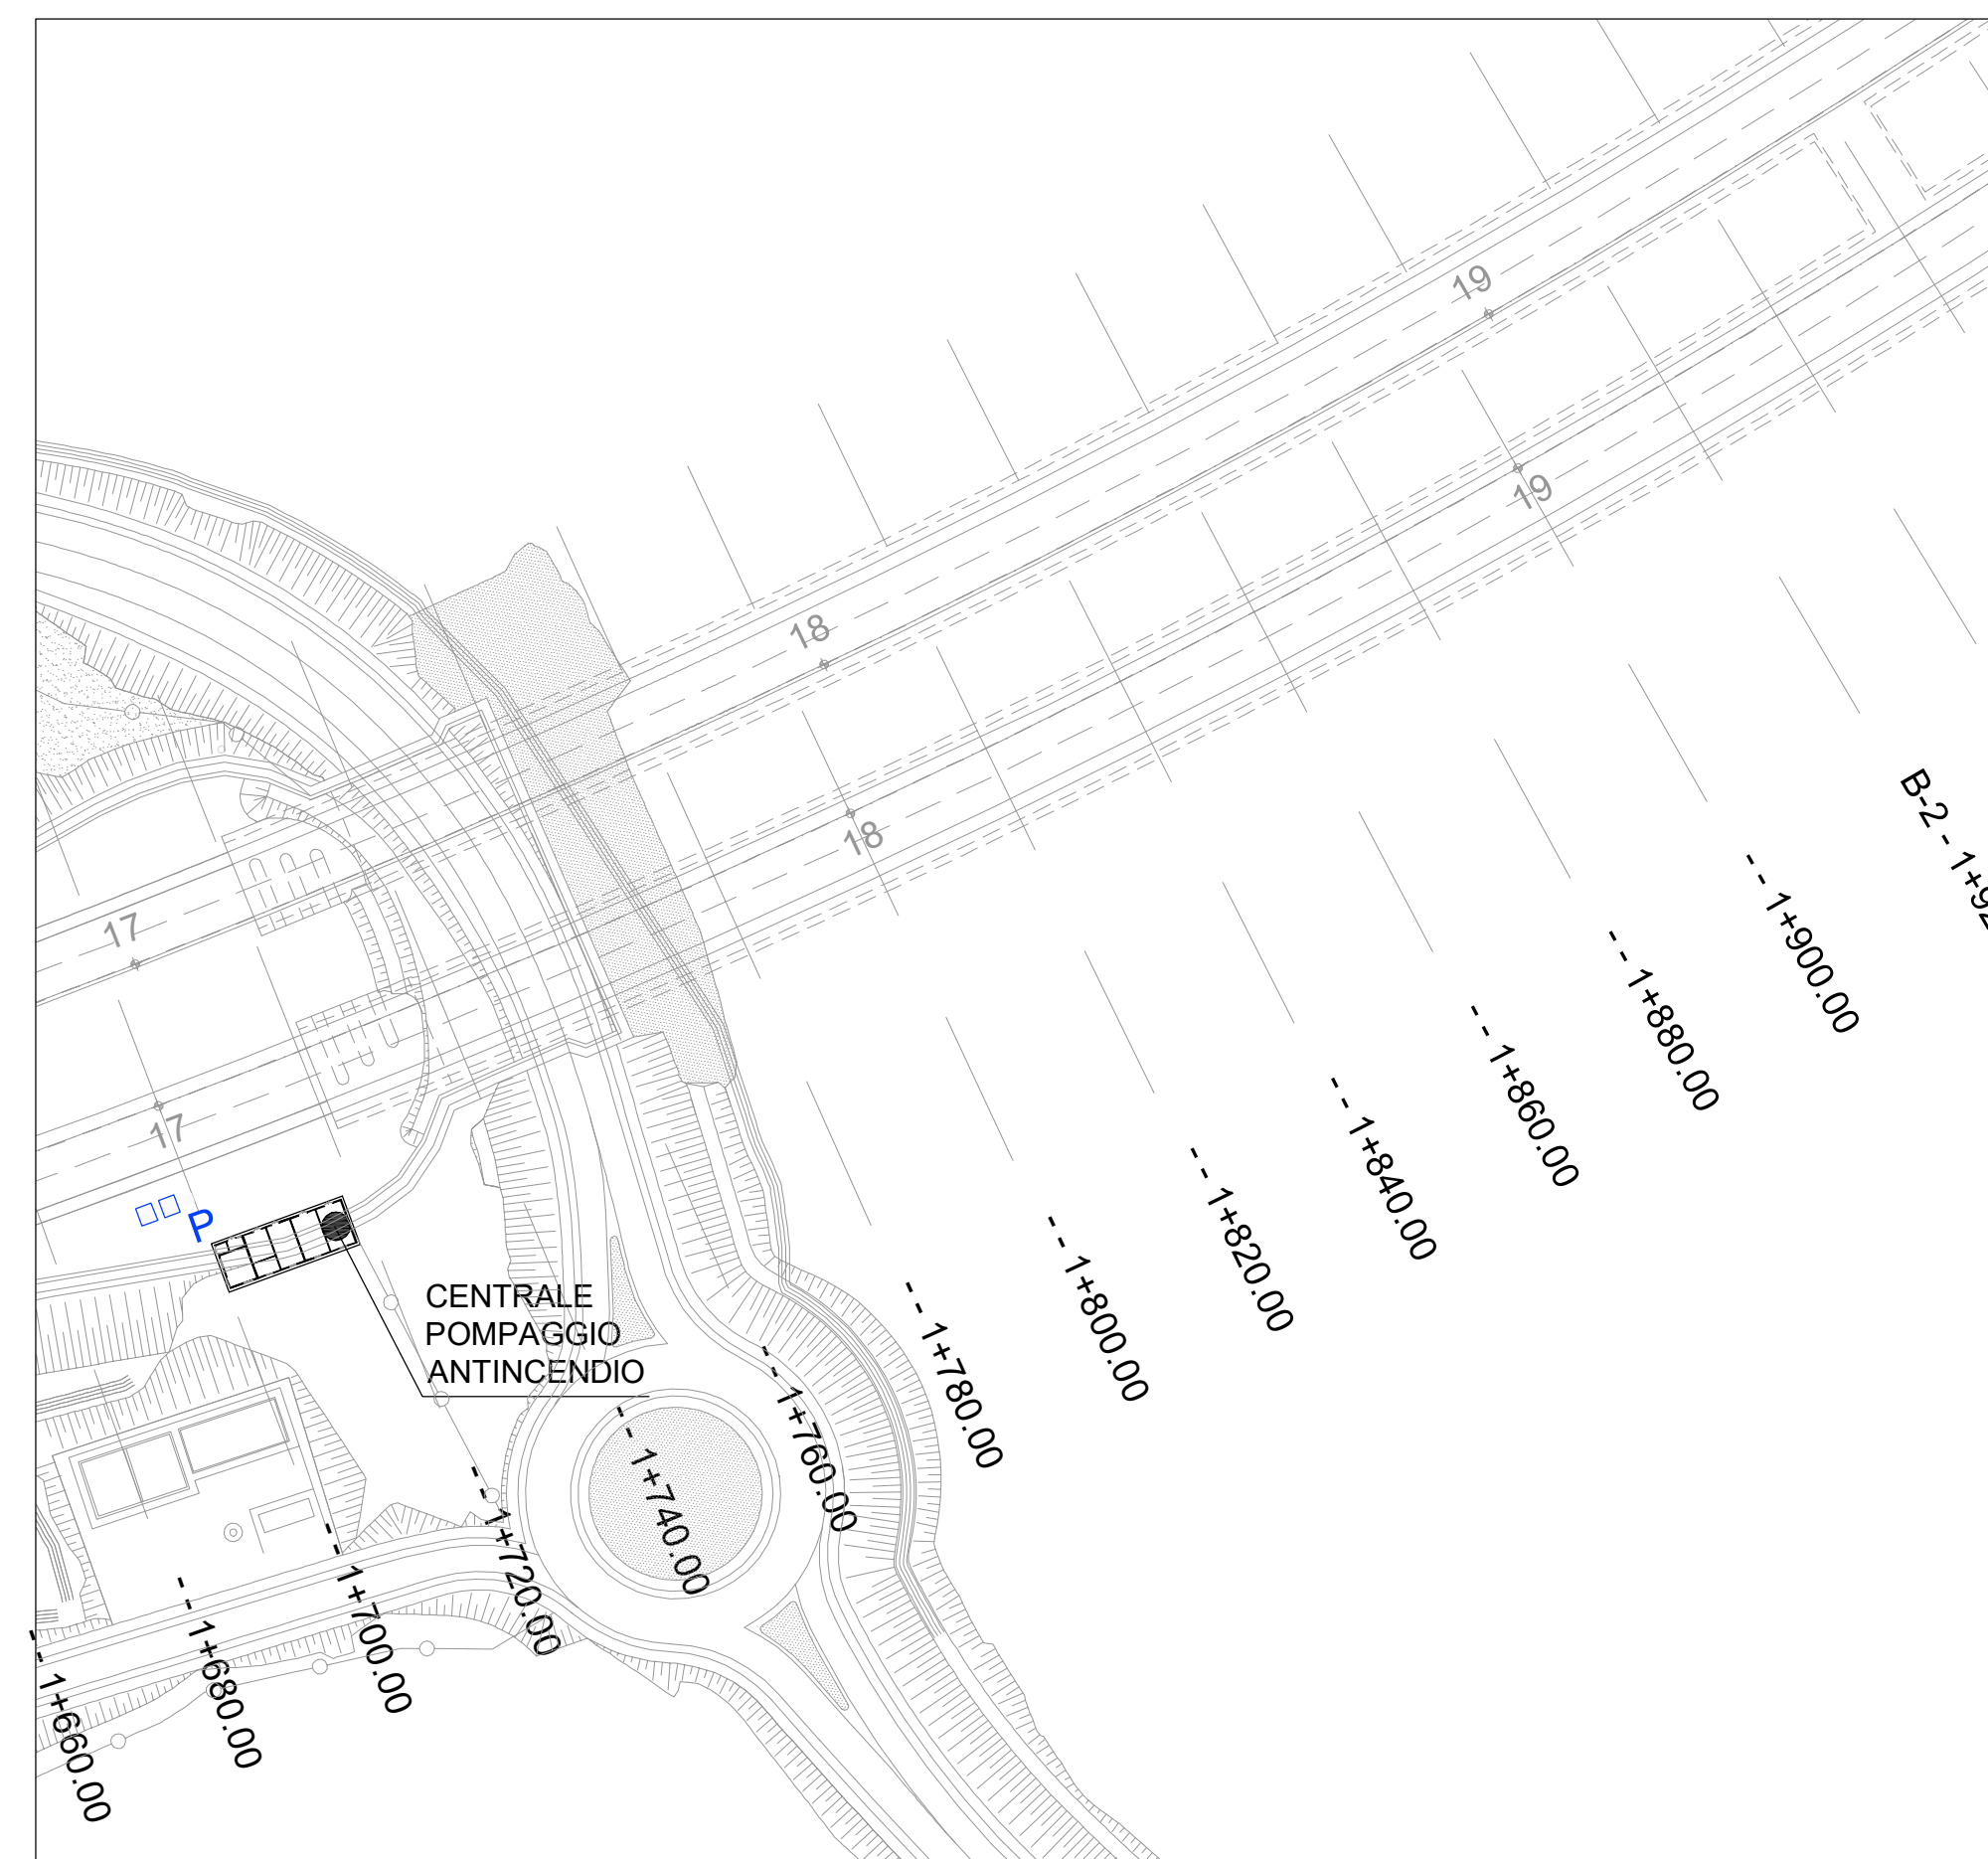 19
19
18
18
17
17
P
CENTRALE
POMPAGGIO
ANTINCENDIO
- - 1+660.00
- - 1+680.00
- - 1+700.00
- - 1+720.00
- - 1+740.00
- - 1+760.00
- - 1+780.00
- - 1+800.00
- - 1+820.00
- - 1+840.00
- - 1+860.00
- - 1+880.00
- - 1+900.00
B-2 - 1+92